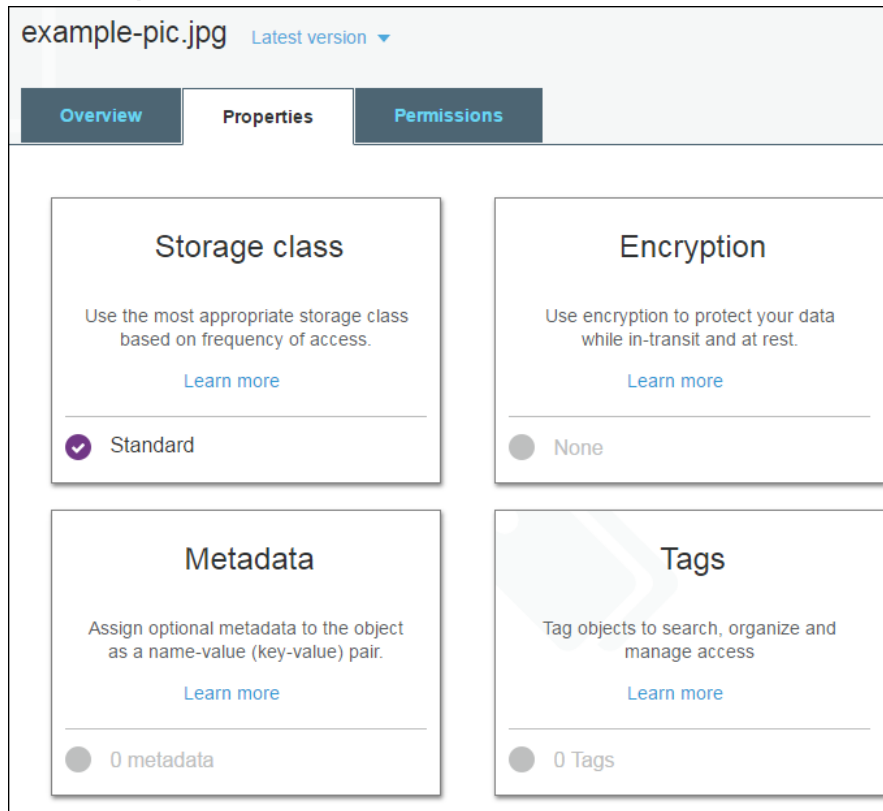 example-pic.jpg Latest version
Overview Properties Permissions
Storage class
Use the most appropriate storage class
based on frequency of access.
Learn more
Standard
Encryption
Use encryption to protect your data
while in-transit and at rest.
Learn more
None
Metadata
Assign optional metadata to the object
as a name-value (key-value) pair.
Learn more
0 metadata
Tags
Tag objects to search, organize and
manage access
Learn more
0 Tags